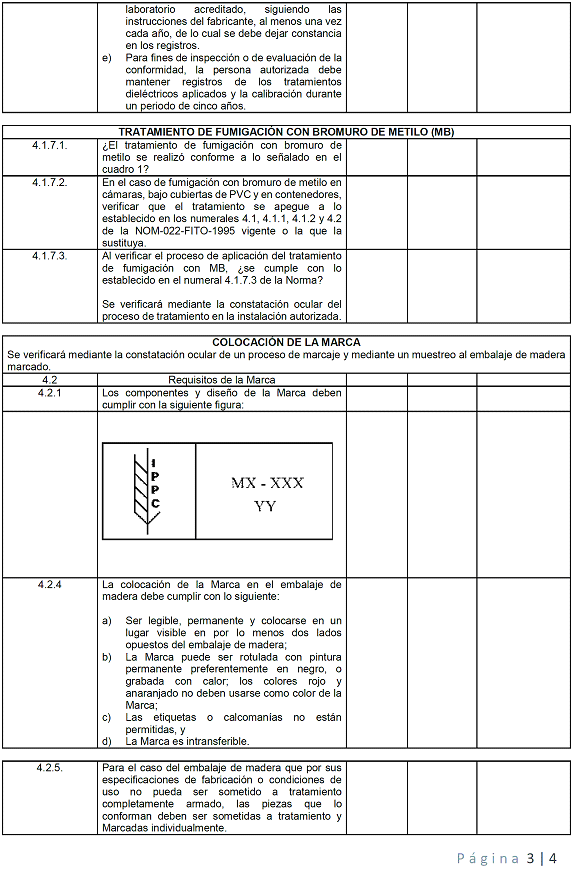 laboratorio acreditado, siguiendo las
instrucciones del fabricante, al menos una vez
cada año, de lo cual se debe dejar constancia
en los registros.
e) Para fines de inspección o de evaluación de la
conformidad, la persona autorizada debe
mantener registros de los tratamientos
dieléctricos aplicados y la calibración durante
un periodo de cinco años.
TRATAMIENTO DE FUMIGACIÓN CON BROMURO DE METILO (MB)
4.1.7.1. ¿El tratamiento de fumigación con bromuro de
metilo se realizó conforme a lo señalado en el
cuadro 1?
4.1.7.2. En el caso de fumigación con bromuro de metilo en
cámaras, bajo cubiertas de PVC y en contenedores,
verificar que el tratamiento se apegue a lo
establecido en los numerales 4.1, 4.1.1, 4.1.2 y 4.2
de la NOM-022-FITO-1995 vigente o la que la
sustituya.
4.1.7.3. Al verificar el proceso de aplicación del tratamiento
de fumigación con MB, ¿se cumple con lo
establecido en el numeral 4.1.7.3 de la Norma?
Se verificará mediante la constatación ocular del
proceso de tratamiento en la instalación autorizada.
COLOCACIÓN DE LA MARCA
Se verificará mediante la constatación ocular de un proceso de marcaje y mediante un muestreo al embalaje de madera
marcado.
4.2 Requisitos de la Marca
4.2.1 Los componentes y diseño de la Marca deben
cumplir con la siguiente figura:
I
P
P
C
MX - XXX
YY
4.2.4 La colocación de la Marca en el embalaje de
madera debe cumplir con lo siguiente:
a) Ser legible, permanente y colocarse en un
lugar visible en por lo menos dos lados
opuestos del embalaje de madera;
b) La Marca puede ser rotulada con pintura
permanente preferentemente en negro, o
grabada con calor; los colores rojo y
anaranjado no deben usarse como color de la
Marca;
c) Las etiquetas o calcomanías no están
permitidas, y
d) La Marca es intransferible.
4.2.5. Para el caso del embalaje de madera que por sus
especificaciones de fabricación o condiciones de
uso no pueda ser sometido a tratamiento
completamente armado, las piezas que lo
conforman deben ser sometidas a tratamiento y
Marcadas individualmente.
Página 3 | 4